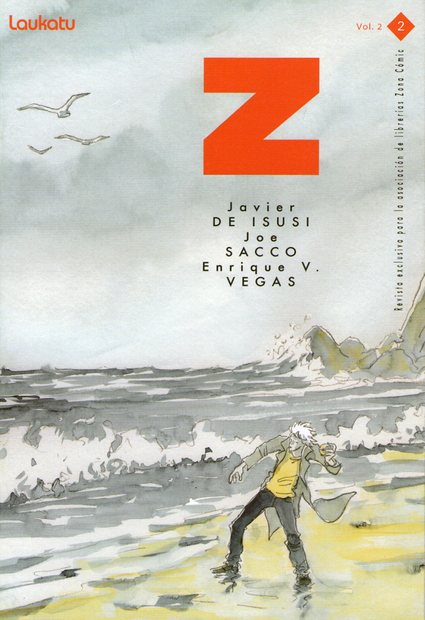 Laukatu
Vol. 2
2
Z
Javier
DE ISUSI
Joe
SACCO
Enrique V.
VEGAS
Revista exclusiva para la asociación de librerías Zona Cómic